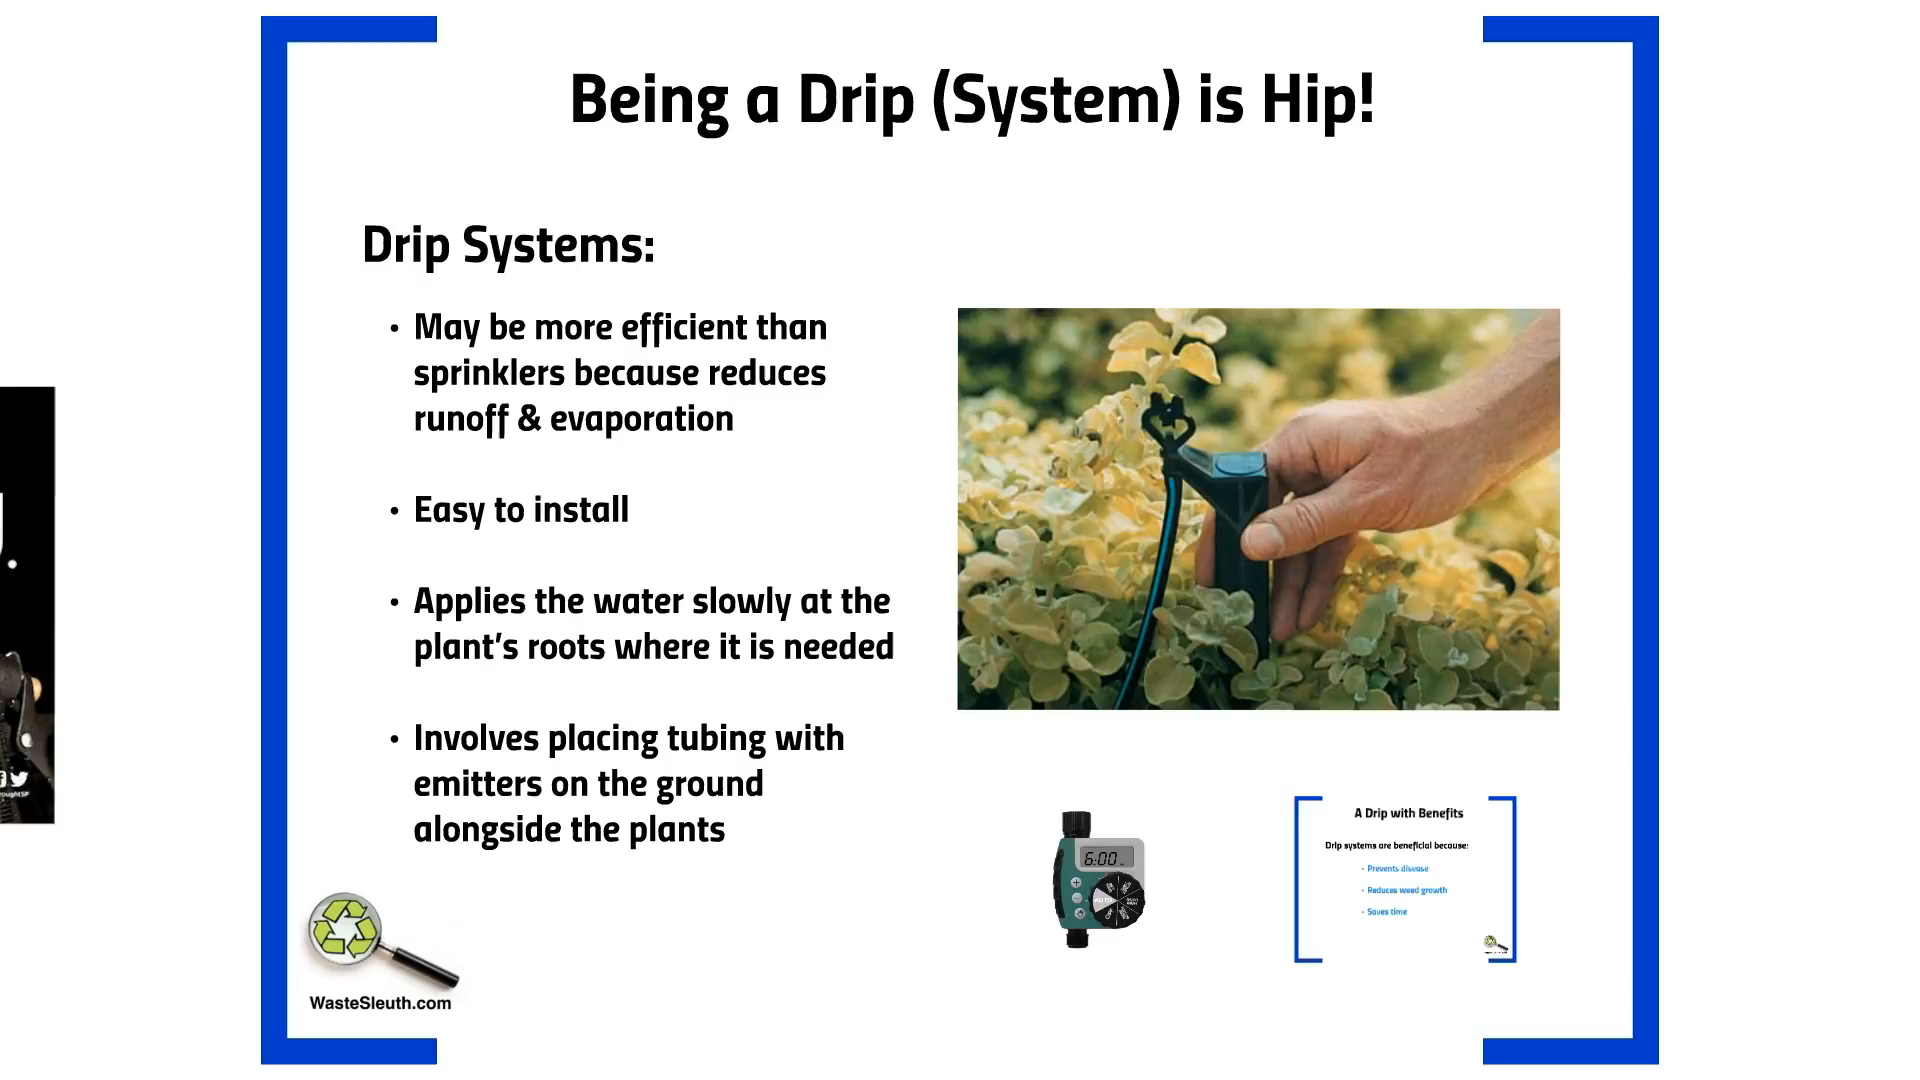 Being a Drip (System) is Hip!
Drip Systems:
• May be more efficient than
sprinklers because reduces
runoff & evaporation
• Easy to install
• Applies the water slowly at the
plant's roots where it is needed
• Involves placing tubing with
emitters on the ground
alongside the plants
WasteSleuth.com
6:00
AUTO
A Drip with Benefits
Drip systems are beneficial because:
• Prevents disease
• Reduces weed growth
• Saves time